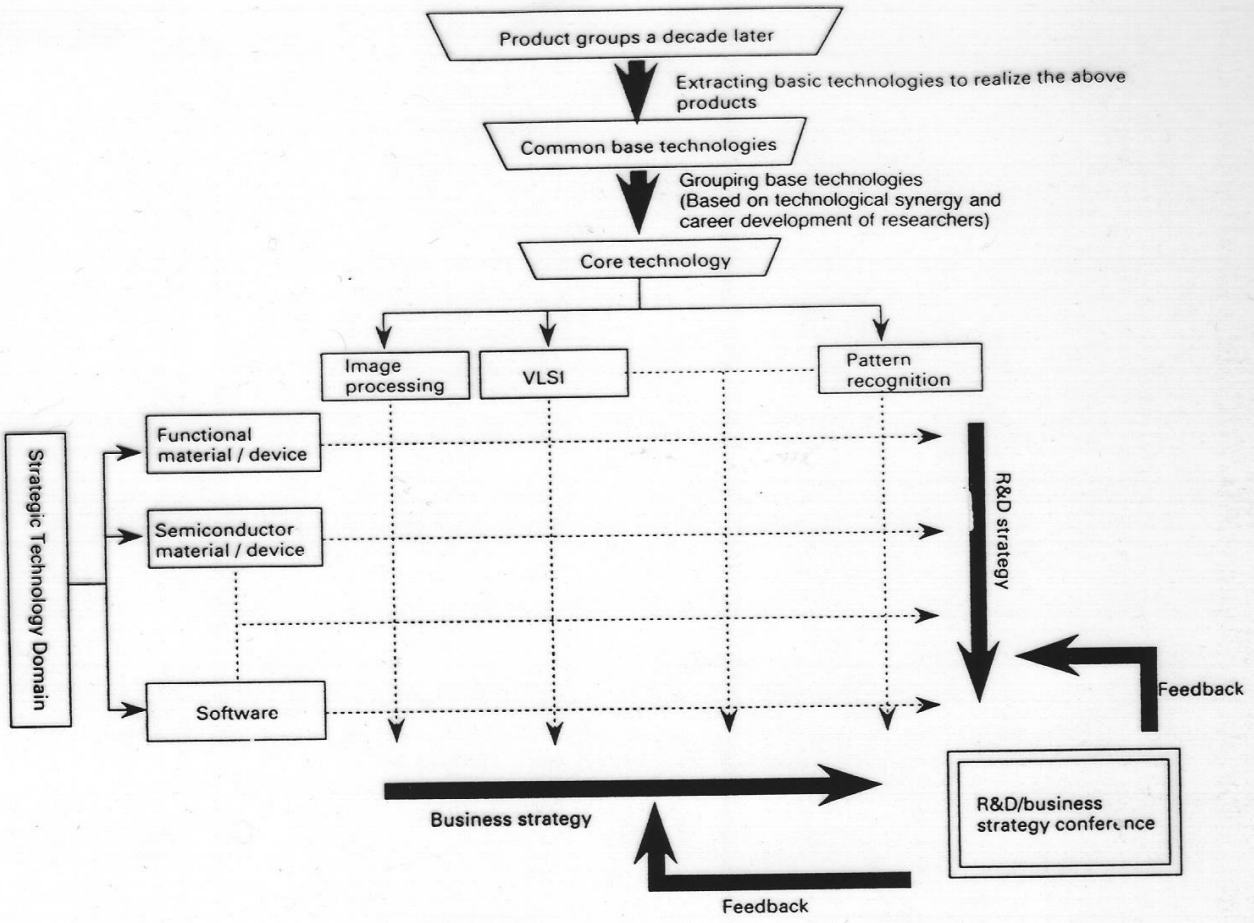 Product groups a decade later
Extracting basic technologies to realize the above
products
Common base technologies
Grouping base technologies
(Based on technological synergy and
career development of researchers)
Core technology
Image
processing
VLSI
Pattern
recognition
Strategic Technology Domain
Functional
material / device
Semiconductor
material / device
Software
R&D strategy
Feedback
Business strategy
R&D/business
strategy conference
Feedback